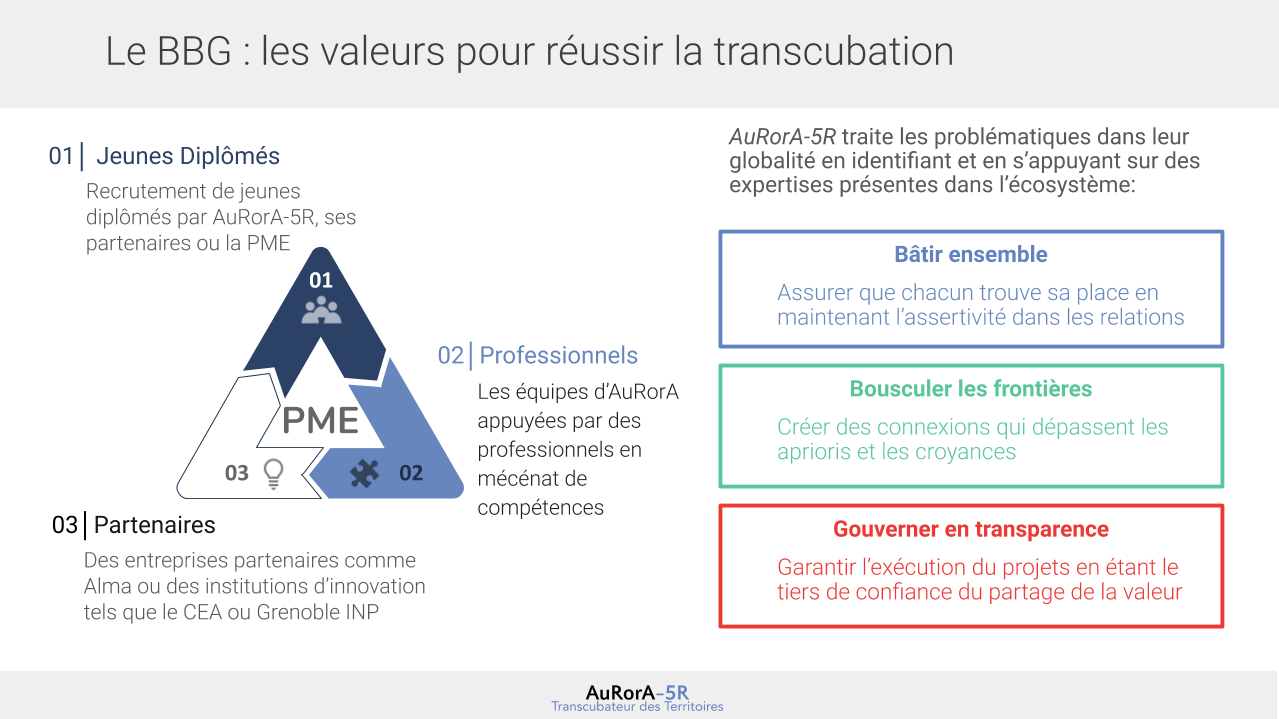 Le BBG : les valeurs pour réussir la transcubation
01 Jeunes Diplômés
Recrutement de jeunes
diplômés par AuRorA-5R, ses
partenaires ou la PME
01
PME
03
02
02 Professionnels
Les équipes d’AuRorA
appuyées par des
professionnels en
mécénat de
compétences
03 Partenaires
Des entreprises partenaires comme
Alma ou des institutions d’innovation
tels que le CEA ou Grenoble INP
AuRorA-5R traite les problématiques dans leur
globalité en identifiant et en s’appuyant sur des
expertises présentes dans l’écosystème:
Bâtir ensemble
Assurer que chacun trouve sa place en
maintenant l’assertivité dans les relations
Bousculer les frontières
Créer des connexions qui dépassent les
aprioris et les croyances
Gouverner en transparence
Garantir l’exécution du projets en étant le
tiers de confiance du partage de la valeur
AuRorA-5R
Transcubateur des Territoires